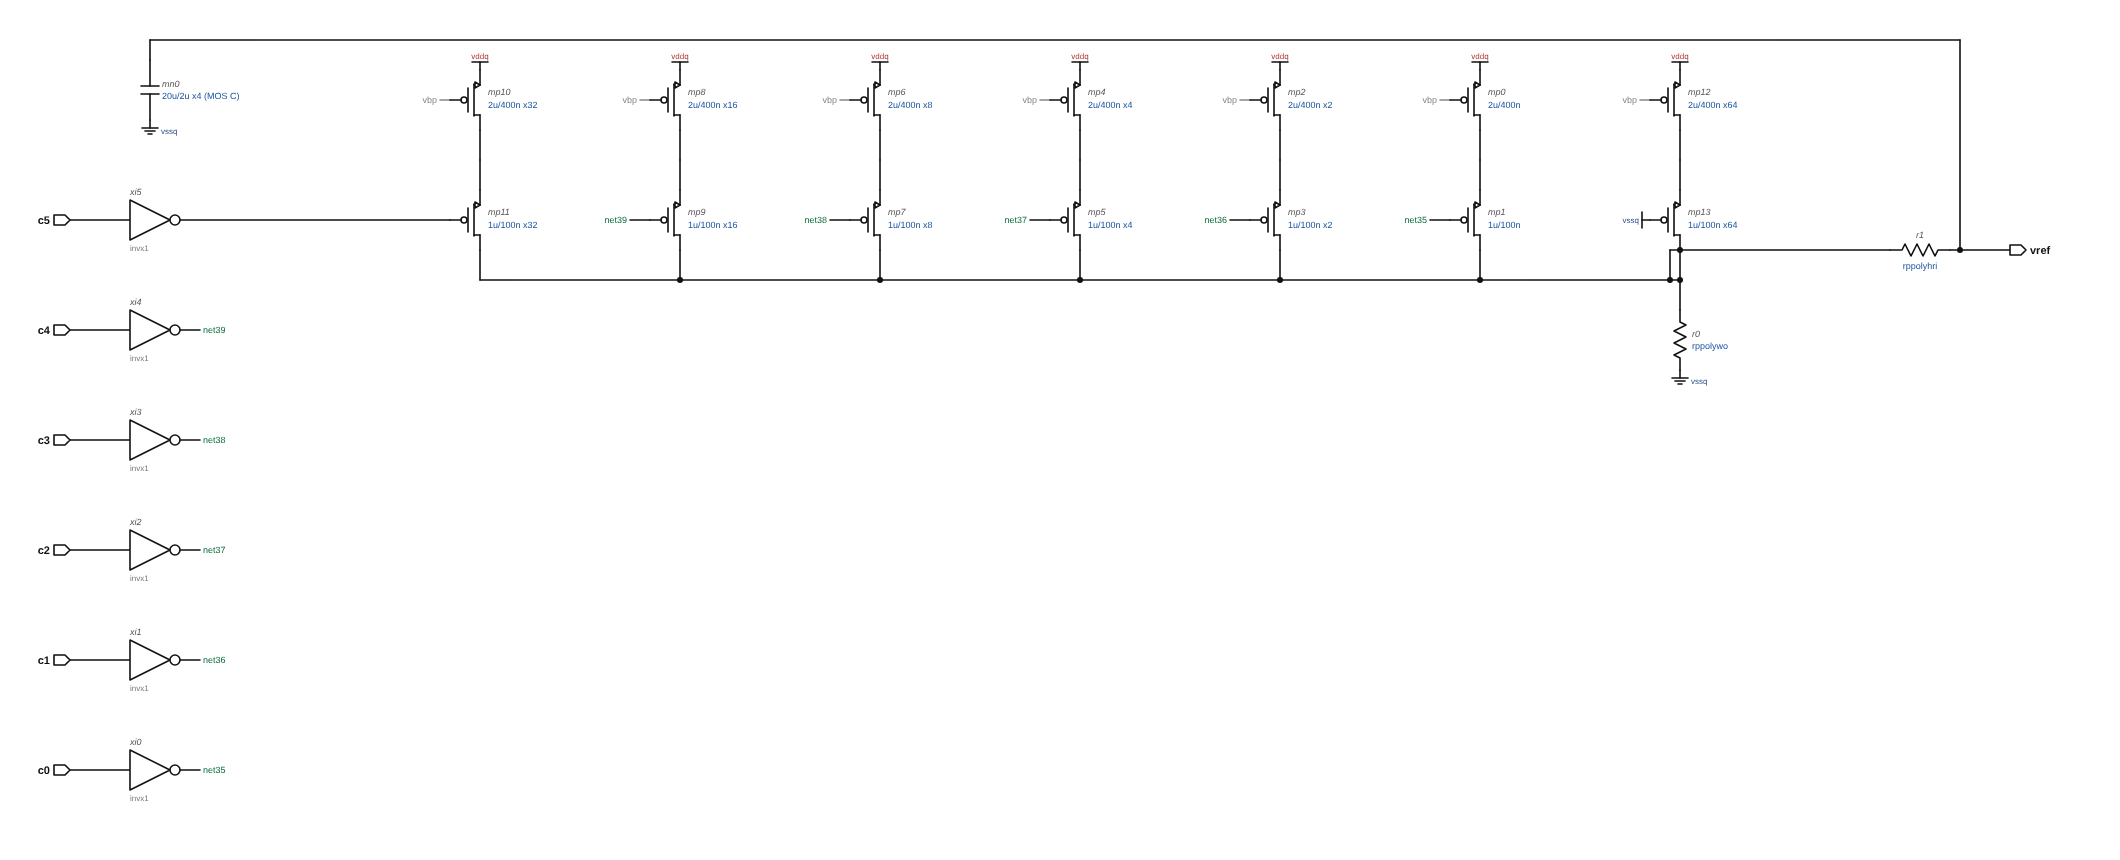 vddq vddq vddq vddq vddq vddq vddq
mn0
20u/2u x4 (MOS C)
vssq
vbp mp10
2u/400n x32
vbp mp8
2u/400n x16
vbp mp6
2u/400n x8
vbp mp4
2u/400n x4
vbp mp2
2u/400n x2
vbp mp0
2u/400n
vbp mp12
2u/400n x64
xi5
c5
invx1
mp11
1u/100n x32
net39 mp9
1u/100n x16
net38 mp7
1u/100n x8
net37 mp5
1u/100n x4
net36 mp3
1u/100n x2
net35 mp1
1u/100n
vssq mp13
1u/100n x64
r1
rppolyhri
vref
xi4
c4 net39
invx1
r0
rppolywo
vssq
xi3
c3 net38
invx1
xi2
c2 net37
invx1
xi1
c1 net36
invx1
xi0
c0 net35
invx1